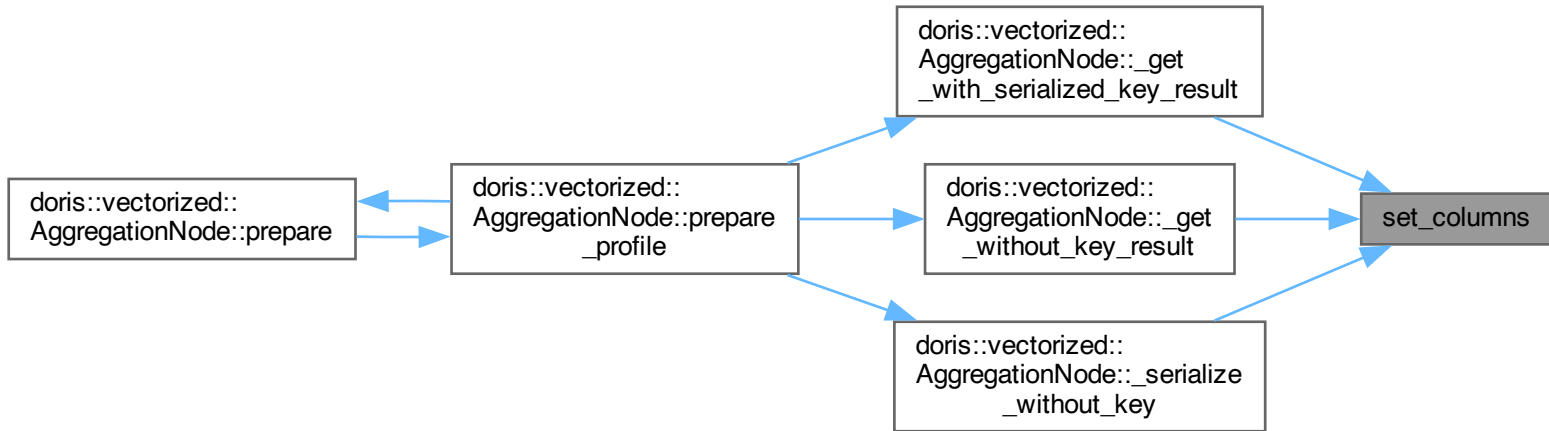 doris::vectorized::
AggregationNode::prepare
doris::vectorized::
AggregationNode::prepare
_profile
doris::vectorized::
AggregationNode::_get
_with_serialized_key_result
doris::vectorized::
AggregationNode::_get
_without_key_result
doris::vectorized::
AggregationNode::_serialize
_without_key
set_columns